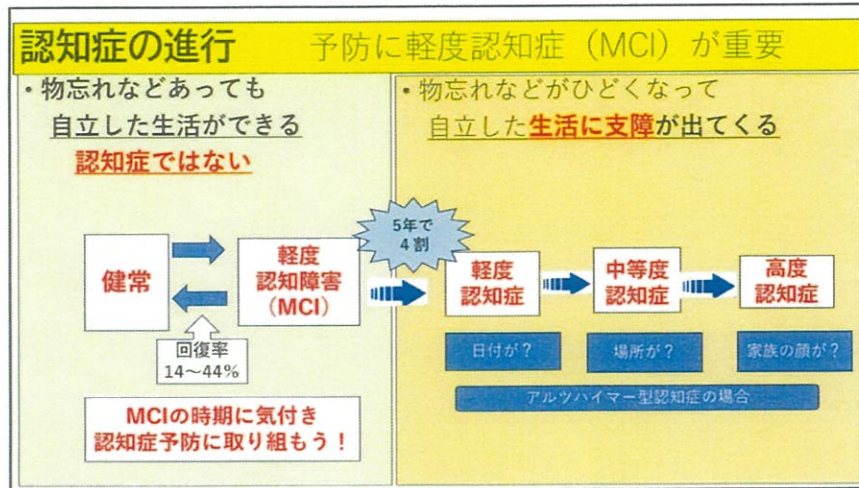 認知症の進行　予防に軽度認知症（MCI）が重要
・物忘れなどあっても
自立した生活ができる
認知症ではない
・物忘れなどがひどくなって
自立した生活に支障が出てくる
5年で
4割
健常
軽度
認知障害
（MCI）
軽度
認知症
中等度
認知症
高度
認知症
回復率
14～44%
日付が？
場所が？
家族の顔が？
アルツハイマー型認知症の場合
MCIの時期に気付き
認知症予防に取り組もう！